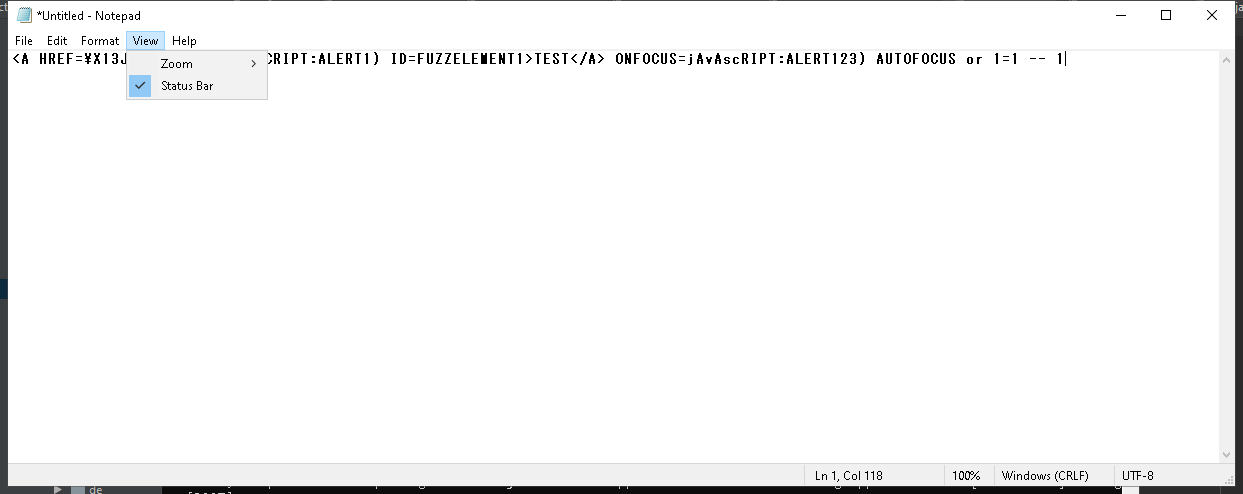 *Untitled - Notepad
File Edit Format View Help
<A HREF=¥X13J CRIPT:ALERT1) ID=FUZZELEMENT1>TEST</A> ONFOCUS=jAvAscRIPT:ALERT123) AUTOFOCUS or 1=1 -- 1
Zoom
Status Bar
Ln 1, Col 118 100% Windows (CRLF) UTF-8
de